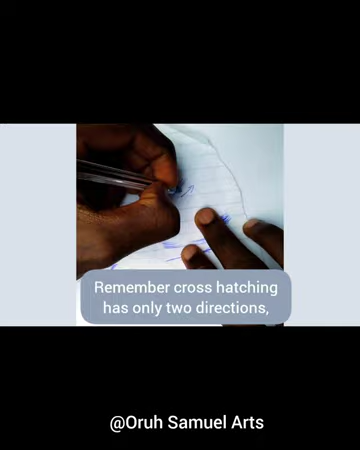 Remember cross hatching
has only two directions,
@Oruh Samuel Arts